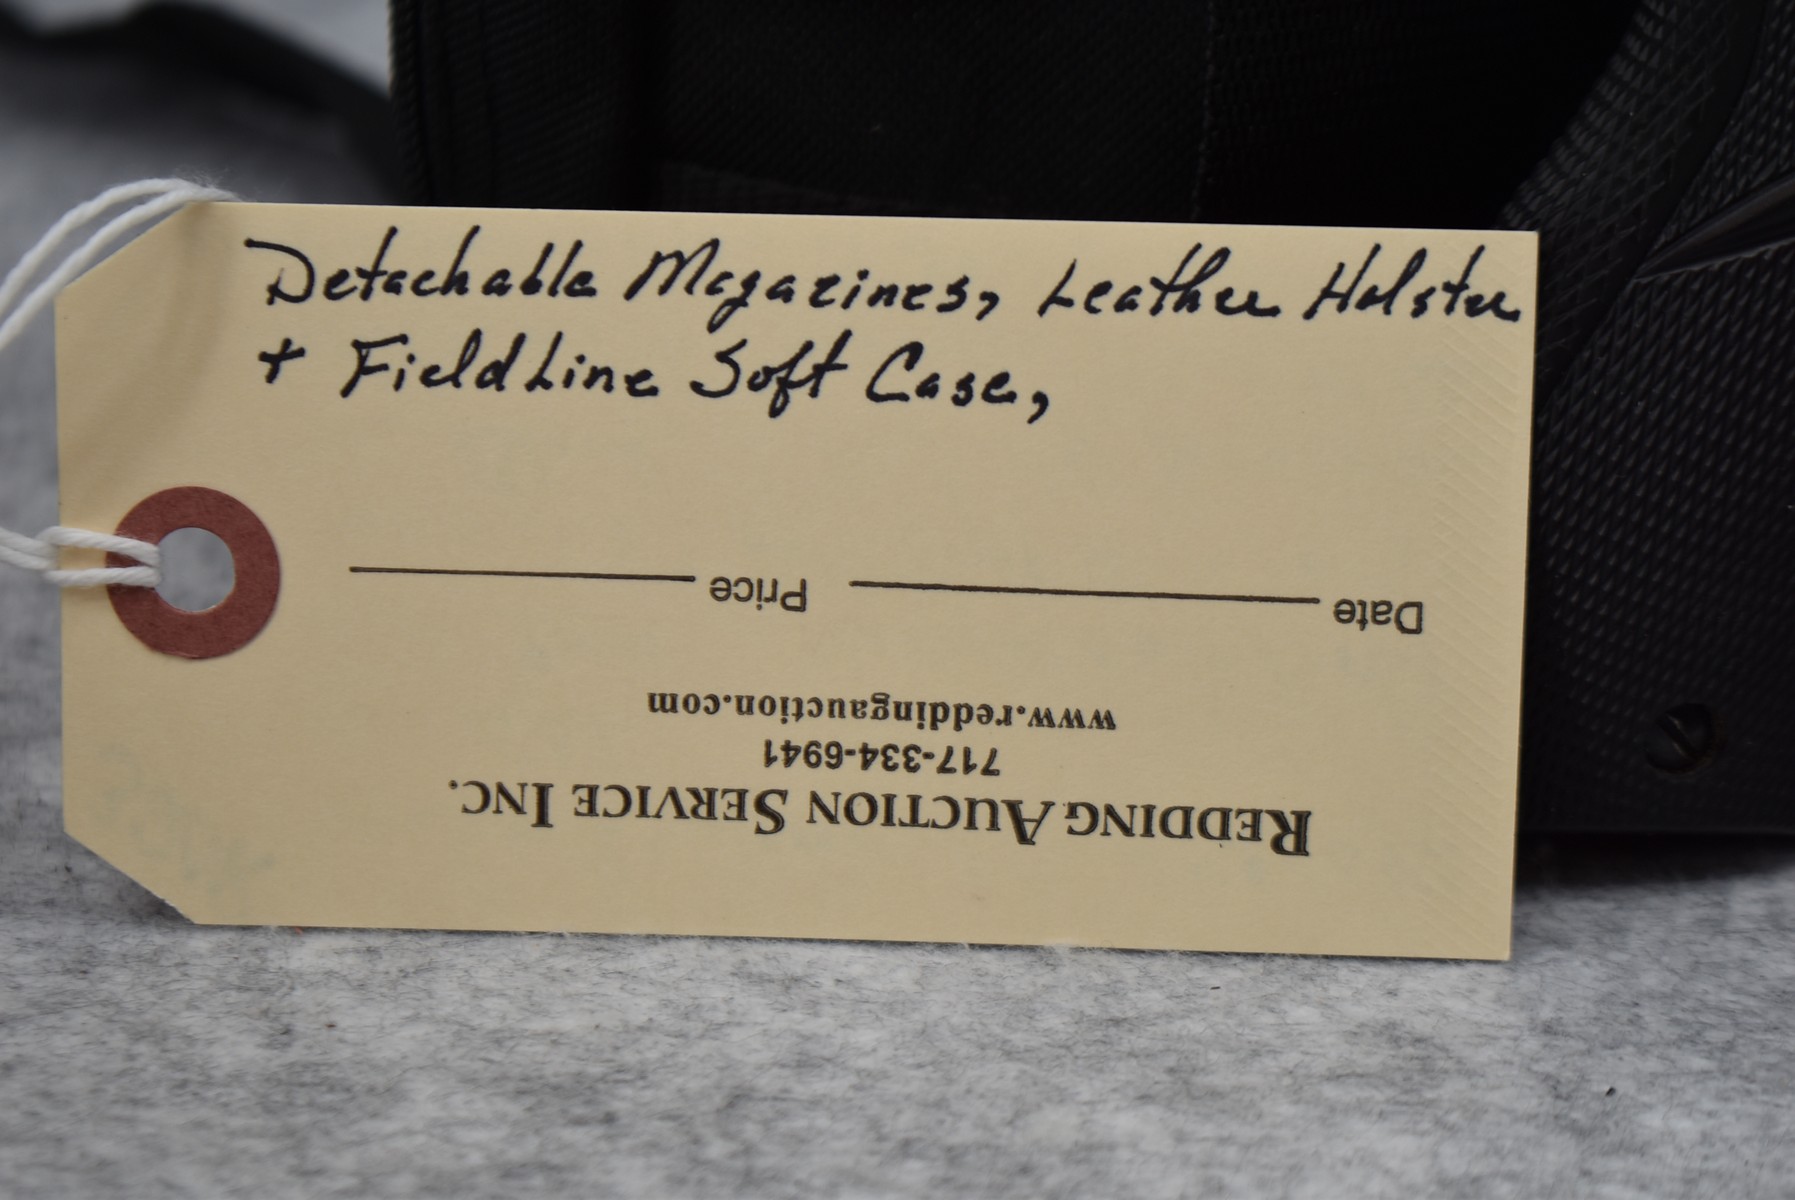 Detachable Magazines, Leather Holster
+ FieldLine Soft Case,
Date Price
www.reddingauction.com
717-334-6941
REDDING AUCTION SERVICE INC.